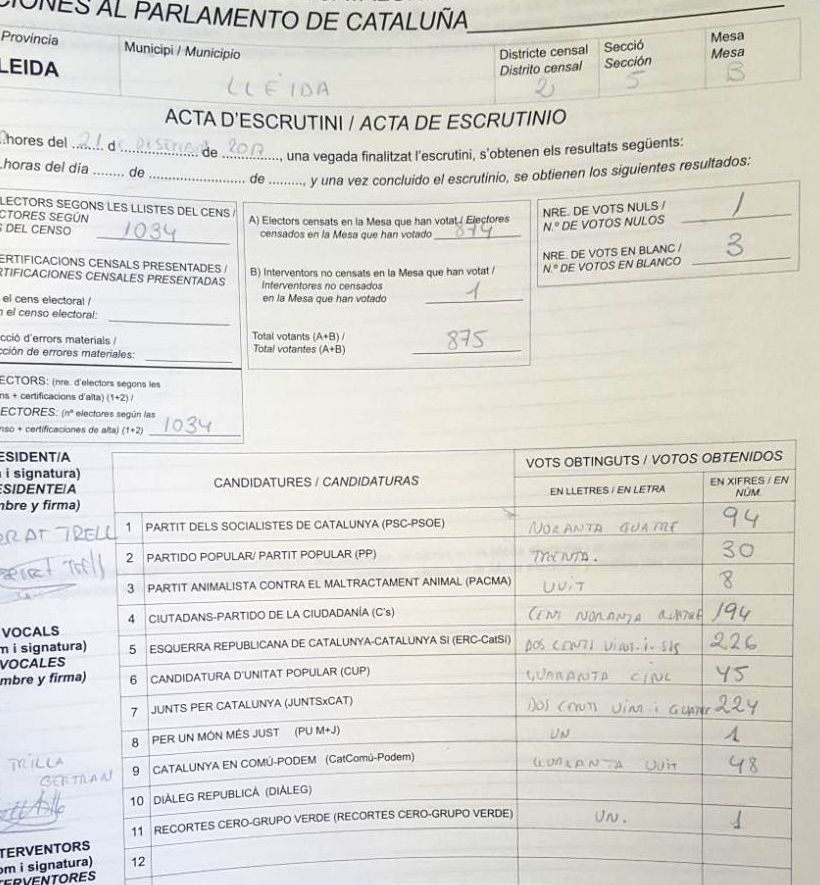 CIONES AL PARLAMENTO DE CATALUÑA
Provincia
LEIDA
Municipi / Municipio
LLEIDA
Districte censal
Distrito censal
2
Secció
Sección
5
Mesa
Mesa
B
ACTA D'ESCRUTINI / ACTA DE ESCRUTINIO
hores del 21 d DISEMBRE de 2017, una vegada finalitzat l'escrutini, s'obtenen els resultats següents:
horas del día ........ de ........................ de ........., y una vez concluido el escrutinio, se obtienen los siguientes resultados:
LECTORS SEGONS LES LLISTES DEL CENS /
CTORES SEGÚN
S DEL CENSO 1034
ERTIFICACIONS CENSALS PRESENTADES /
RTIFICACIONES CENSALES PRESENTADAS
el cens electoral /
n el censo electoral:
cció d'errors materials /
cción de errores materiales:
ECTORS: (nre. d'electors segons les
ns + certificacions d'alta) (1+2) /
ECTORES: (nº electores según las
nso + certificaciones de alta) (1+2) 1034
A) Electors censats en la Mesa que han votat / Electores
censados en la Mesa que han votado 874
B) Interventors no censats en la Mesa que han votat /
Interventores no censados
en la Mesa que han votado 1
Total votants (A+B) /
Total votantes (A+B) 875
NRE. DE VOTS NULS /
N.º DE VOTOS NULOS 1
NRE. DE VOTS EN BLANC /
N.º DE VOTOS EN BLANCO 3
ESIDENT/A
i signatura)
ESIDENTE/A
mbre y firma)
TRELL
VOCALS
m i signatura)
VOCALES
mbre y firma)
TRILLA
BERTRAN
TERVENTORS
om i signatura)
TERVENTORES
CANDIDATURES / CANDIDATURAS
VOTS OBTINGUTS / VOTOS OBTENIDOS
EN LLETRES / EN LETRA
EN XIFRES / EN
NÚM.
1 PARTIT DELS SOCIALISTES DE CATALUNYA (PSC-PSOE) NORANTA QUATRE 94
2 PARTIDO POPULAR/ PARTIT POPULAR (PP) TRENTA. 30
3 PARTIT ANIMALISTA CONTRA EL MALTRACTAMENT ANIMAL (PACMA) VUIT 8
4 CIUTADANS-PARTIDO DE LA CIUDADANÍA (C's) CENT NORANTA QUATRE 194
5 ESQUERRA REPUBLICANA DE CATALUNYA-CATALUNYA SI (ERC-CatSí) DOS CENTS VINT-I-SIS 226
6 CANDIDATURA D'UNITAT POPULAR (CUP) QUARANTA CINC 45
7 JUNTS PER CATALUNYA (JUNTSxCAT) DOS CENTS VINT I QUATRE 224
8 PER UN MÓN MÉS JUST (PU M+J) UN 1
9 CATALUNYA EN COMÚ-PODEM (CatComú-Podem) QUARANTA VUIT 48
10 DIÀLEG REPUBLICÀ (DIÀLEG)
11 RECORTES CERO-GRUPO VERDE (RECORTES CERO-GRUPO VERDE) UN. 1
12